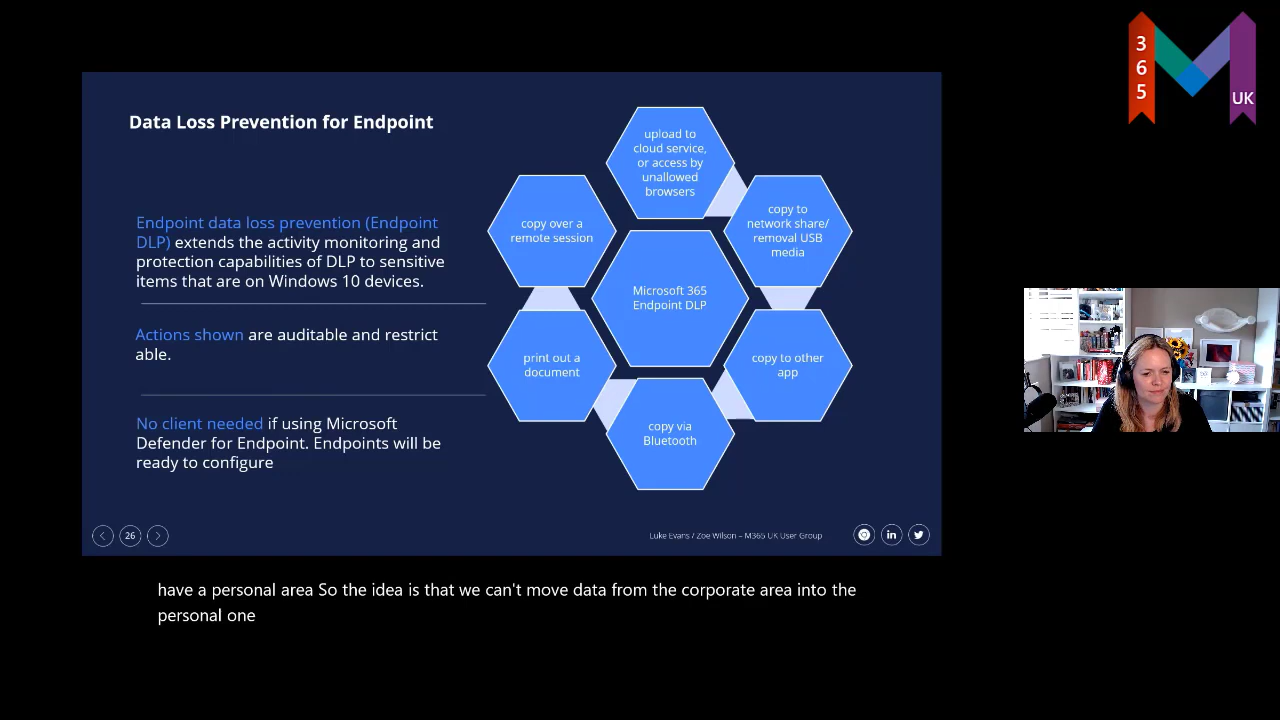 3
6
5
UK
Data Loss Prevention for Endpoint
Endpoint data loss prevention (Endpoint
DLP) extends the activity monitoring and
protection capabilities of DLP to sensitive
items that are on Windows 10 devices.
Actions shown are auditable and restrict
able.
No client needed if using Microsoft
Defender for Endpoint. Endpoints will be
ready to configure
upload to
cloud service,
or access by
unallowed
browsers
copy over a
remote session
copy to
network share/
removal USB
media
Microsoft 365
Endpoint DLP
print out a
document
copy to other
app
copy via
Bluetooth
26
Luke Evans / Zoe Wilson – M365 UK User Group
in
have a personal area So the idea is that we can't move data from the corporate area into the
personal one